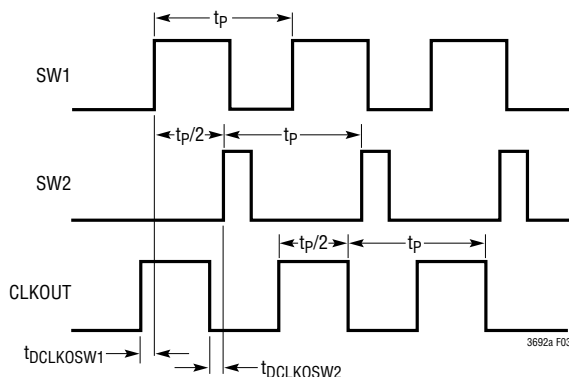 tP
SW1
tP/2
tP
SW2
tP/2
tP
CLKOUT
3692a F03
tDCLKOSW1
tDCLKOSW2